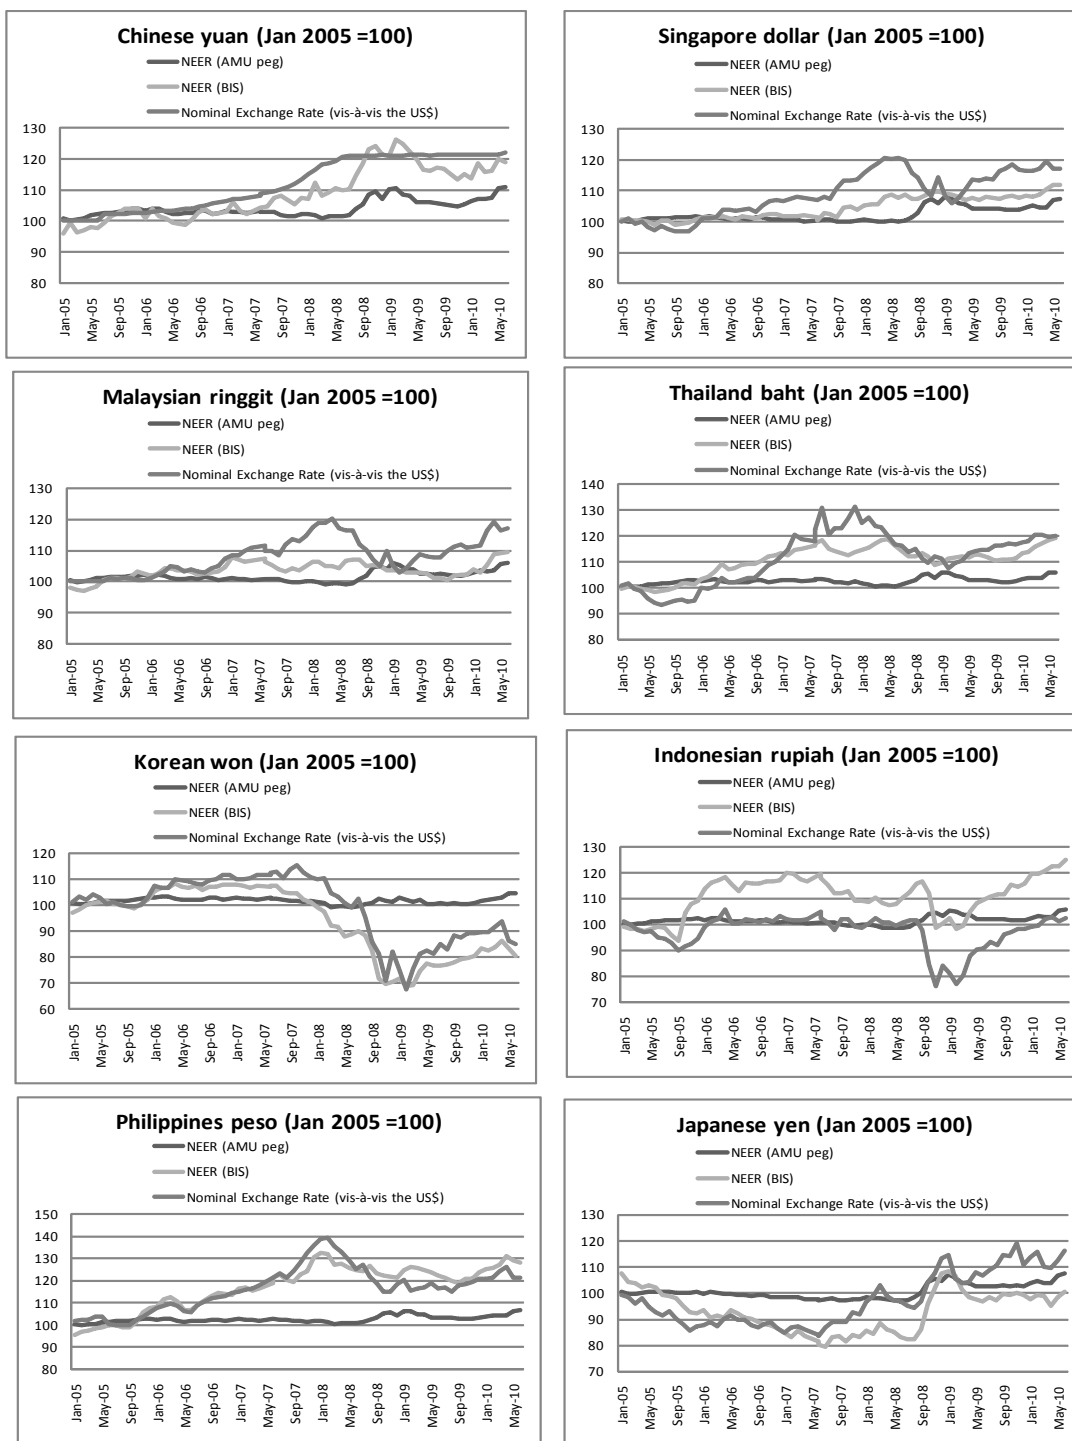 Chinese yuan (Jan 2005 =100)
NEER (AMU peg)
NEER (BIS)
Nominal Exchange Rate (vis-à-vis the US$)
130
120
110
100
90
80
Jan-05
May-05
Sep-05
Jan-06
May-06
Sep-06
Jan-07
May-07
Sep-07
Jan-08
May-08
Sep-08
Jan-09
May-09
Sep-09
Jan-10
May-10
Singapore dollar (Jan 2005 =100)
NEER (AMU peg)
NEER (BIS)
Nominal Exchange Rate (vis-à-vis the US$)
130
120
110
100
90
80
Jan-05
May-05
Sep-05
Jan-06
May-06
Sep-06
Jan-07
May-07
Sep-07
Jan-08
May-08
Sep-08
Jan-09
May-09
Sep-09
Jan-10
May-10
Malaysian ringgit (Jan 2005 =100)
NEER (AMU peg)
NEER (BIS)
Nominal Exchange Rate (vis-à-vis the US$)
130
120
110
100
90
80
Jan-05
May-05
Sep-05
Jan-06
May-06
Sep-06
Jan-07
May-07
Sep-07
Jan-08
May-08
Sep-08
Jan-09
May-09
Sep-09
Jan-10
May-10
Thailand baht (Jan 2005 =100)
NEER (AMU peg)
NEER (BIS)
Nominal Exchange Rate (vis-à-vis the US$)
140
130
120
110
100
90
80
Jan-05
May-05
Sep-05
Jan-06
May-06
Sep-06
Jan-07
May-07
Sep-07
Jan-08
May-08
Sep-08
Jan-09
May-09
Sep-09
Jan-10
May-10
Korean won (Jan 2005 =100)
NEER (AMU peg)
NEER (BIS)
Nominal Exchange Rate (vis-à-vis the US$)
120
110
100
90
80
70
60
Jan-05
May-05
Sep-05
Jan-06
May-06
Sep-06
Jan-07
May-07
Sep-07
Jan-08
May-08
Sep-08
Jan-09
May-09
Sep-09
Jan-10
May-10
Indonesian rupiah (Jan 2005 =100)
NEER (AMU peg)
NEER (BIS)
Nominal Exchange Rate (vis-à-vis the US$)
130
120
110
100
90
80
70
Jan-05
May-05
Sep-05
Jan-06
May-06
Sep-06
Jan-07
May-07
Sep-07
Jan-08
May-08
Sep-08
Jan-09
May-09
Sep-09
Jan-10
May-10
Philippines peso (Jan 2005 =100)
NEER (AMU peg)
NEER (BIS)
Nominal Exchange Rate (vis-à-vis the US$)
150
140
130
120
110
100
90
80
Jan-05
May-05
Sep-05
Jan-06
May-06
Sep-06
Jan-07
May-07
Sep-07
Jan-08
May-08
Sep-08
Jan-09
May-09
Sep-09
Jan-10
May-10
Japanese yen (Jan 2005 =100)
NEER (AMU peg)
NEER (BIS)
Nominal Exchange Rate (vis-à-vis the US$)
130
120
110
100
90
80
70
Jan-05
May-05
Sep-05
Jan-06
May-06
Sep-06
Jan-07
May-07
Sep-07
Jan-08
May-08
Sep-08
Jan-09
May-09
Sep-09
Jan-10
May-10